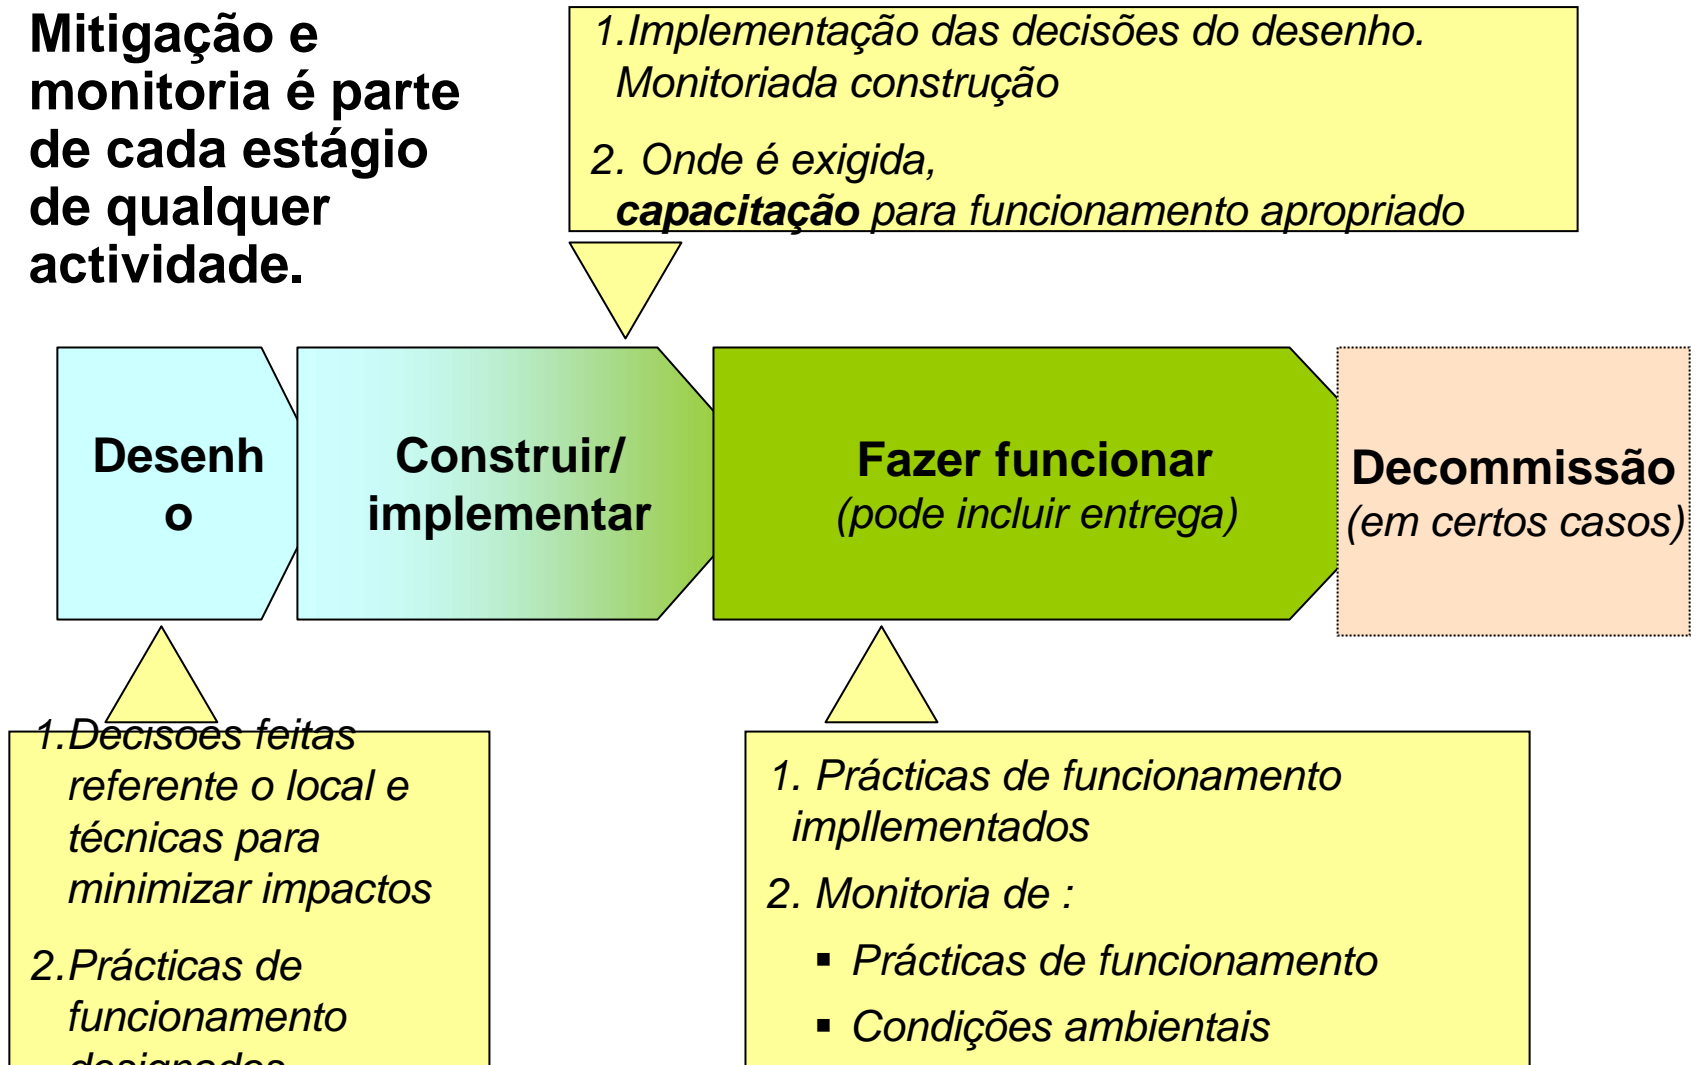 Mitigação e
monitoria é parte
de cada estágio
de qualquer
actividade.
1.Implementação das decisões do desenho.
Monitoriada construção
2. Onde é exigida,
capacitação para funcionamento apropriado
Desenh
o
Construir/
implementar
Fazer funcionar
(pode incluir entrega)
Decommissão
(em certos casos)
1.Decisões feitas
referente o local e
técnicas para
minimizar impactos
2.Prácticas de
funcionamento
designados
1. Prácticas de funcionamento
impllementados
2. Monitoria de :
▪ Prácticas de funcionamento
▪ Condições ambientais